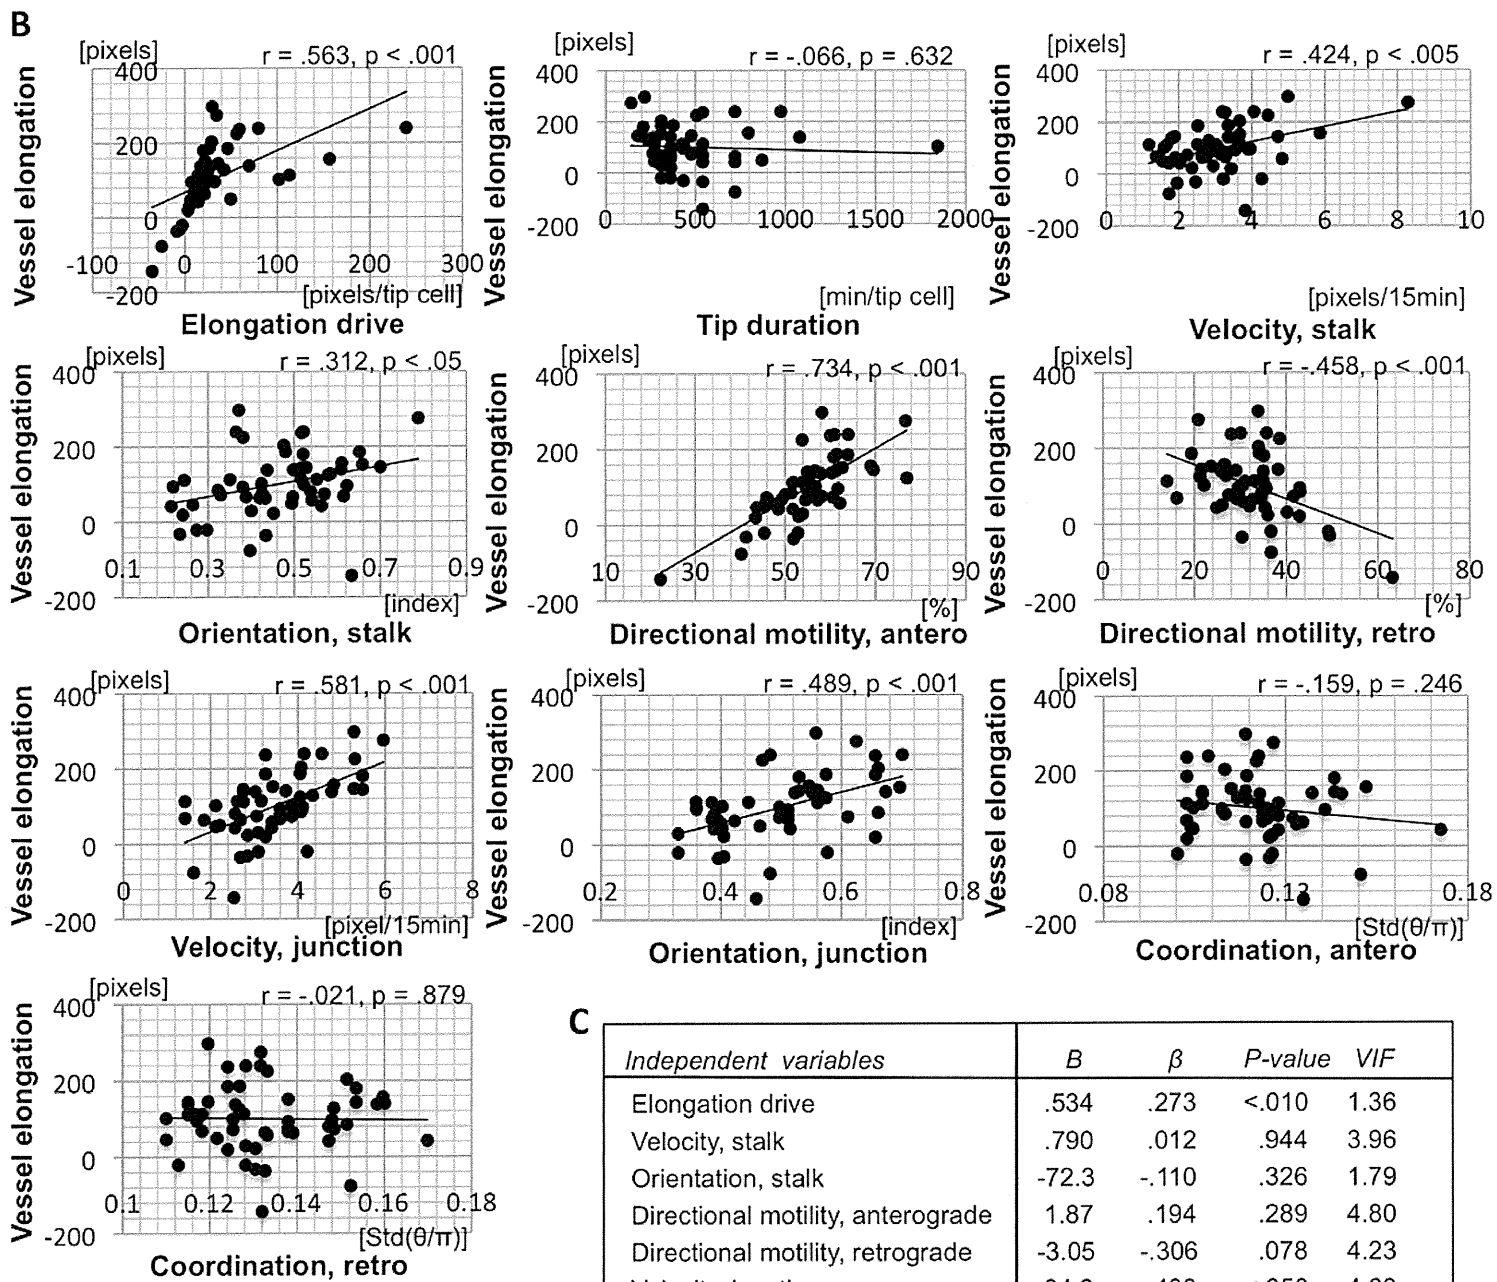 B
[pixels]
r = .563, p < .001
Vessel elongation
400
200
0
-200
-100 0 100 200 300
[pixels/tip cell]
Elongation drive
[pixels]
r = -.066, p = .632
Vessel elongation
400
200
0
-200
0 500 1000 1500 2000
[min/tip cell]
Tip duration
[pixels]
r = .424, p < .005
Vessel elongation
400
200
0
-200
0 2 4 6 8 10
[pixels/15min]
Velocity, stalk
[pixels]
r = .312, p < .05
Vessel elongation
400
200
0
-200
0.1 0.3 0.5 0.7 0.9
[index]
Orientation, stalk
[pixels]
r = .734, p < .001
Vessel elongation
400
200
0
-200
10 30 50 70 90
[%]
Directional motility, antero
[pixels]
r = -.458, p < .001
Vessel elongation
400
200
0
-200
0 20 40 60 80
[%]
Directional motility, retro
[pixels]
r = .581, p < .001
Vessel elongation
400
200
0
-200
0 2 4 6 8
[pixel/15min]
Velocity, junction
[pixels]
r = .489, p < .001
Vessel elongation
400
200
0
-200
0.2 0.4 0.6 0.8
[index]
Orientation, junction
[pixels]
r = -.159, p = .246
Vessel elongation
400
200
0
-200
0.08 0.13 0.18
[Std(θ/π)]
Coordination, antero
[pixels]
r = -.021, p = .879
Vessel elongation
400
200
0
-200
0.1 0.12 0.14 0.16 0.18
[Std(θ/π)]
Coordination, retro
C
Independent variables B β P-value VIF
Elongation drive .534 .273 <.010 1.36
Velocity, stalk .790 .012 .944 3.96
Orientation, stalk -72.3 -.110 .326 1.79
Directional motility, anterograde 1.87 .194 .289 4.80
Directional motility, retrograde -3.05 -.306 .078 4.23